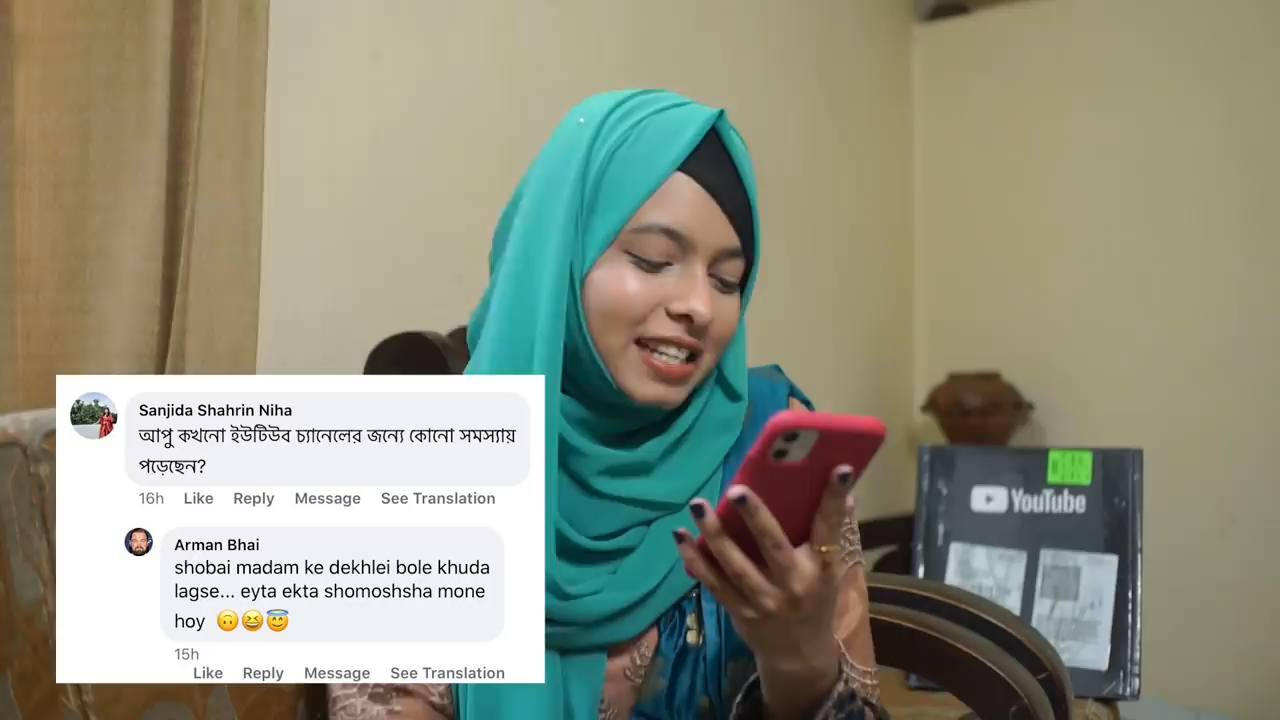 Sanjida Shahrin Niha
আপু কখনো ইউটিউব চ্যানেলের জন্যে কোনো সমস্যায়
পড়েছেন?
16h Like Reply Message See Translation
Arman Bhai
shobai madam ke dekhlei bole khuda
lagse... eyta ekta shomoshsha mone
hoy 🙃😆😇
15h
Like Reply Message See Translation
YouTube